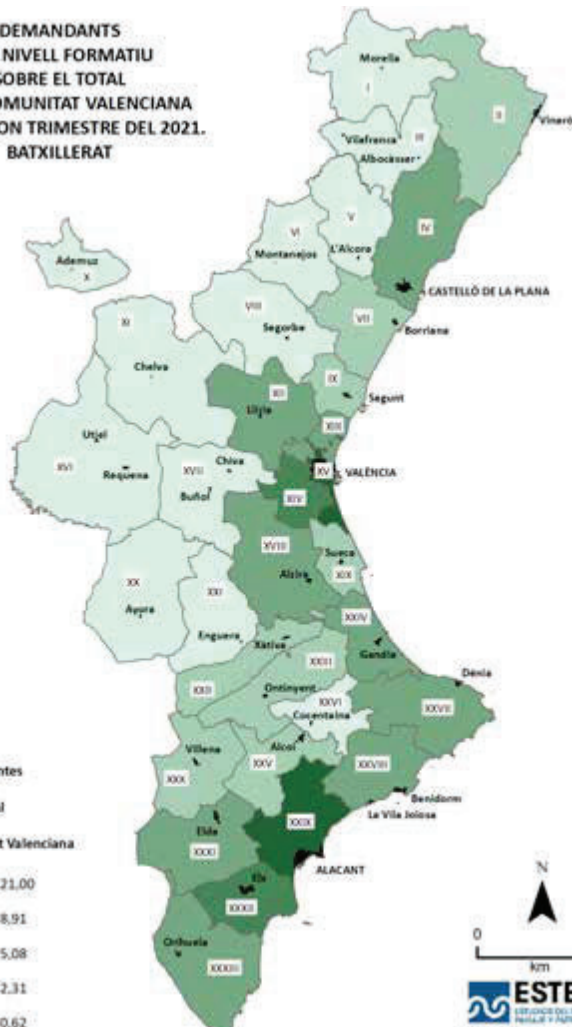 DEMANDANTS
NIVELL FORMATIU
SOBRE EL TOTAL
OMUNITAT VALENCIANA
ON TRIMESTRE DEL 2021.
BATXILLERAT
Morella
I
II
Vinaròs
Vilafranca
III
Albocàsser
IV
V
VI
L'Alcora
Montanejos
Ademuz
X
CASTELLÓ DE LA PLANA
VIII
VII
Borriana
Segorbe
XI
Chelva
IX
Segunt
XII
Llíria
XIII
Utiel
XVI
Requena
XVII
Chiva
Buñol
XV
VALÈNCIA
XIV
XVIII
Sueca
XIX
Alzira
XX
XXI
Ayora
Enguera
XXIV
Gandia
Xàtiva
XXIII
XXII
Ontinyent
Dénia
XXVI
XXVII
Cocentaina
Villena
Alcoi
XXV
XXVIII
XXX
Benidorm
La Vila Joiosa
Elda
XXIX
XXXI
ALACANT
Elx
XXXII
Orihuela
XXXIII
ntes
al
t Valenciana
21,00
8,91
5,08
2,31
0,62
N
0
km
ESTE